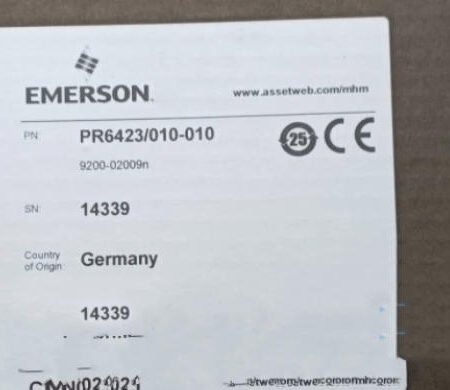 EMERSON.
www.assetweb.com/mhm
PN: PR6423/010-010
25 CE
9200-02009n
SN: 14339
Country
of Origin: Germany
14339